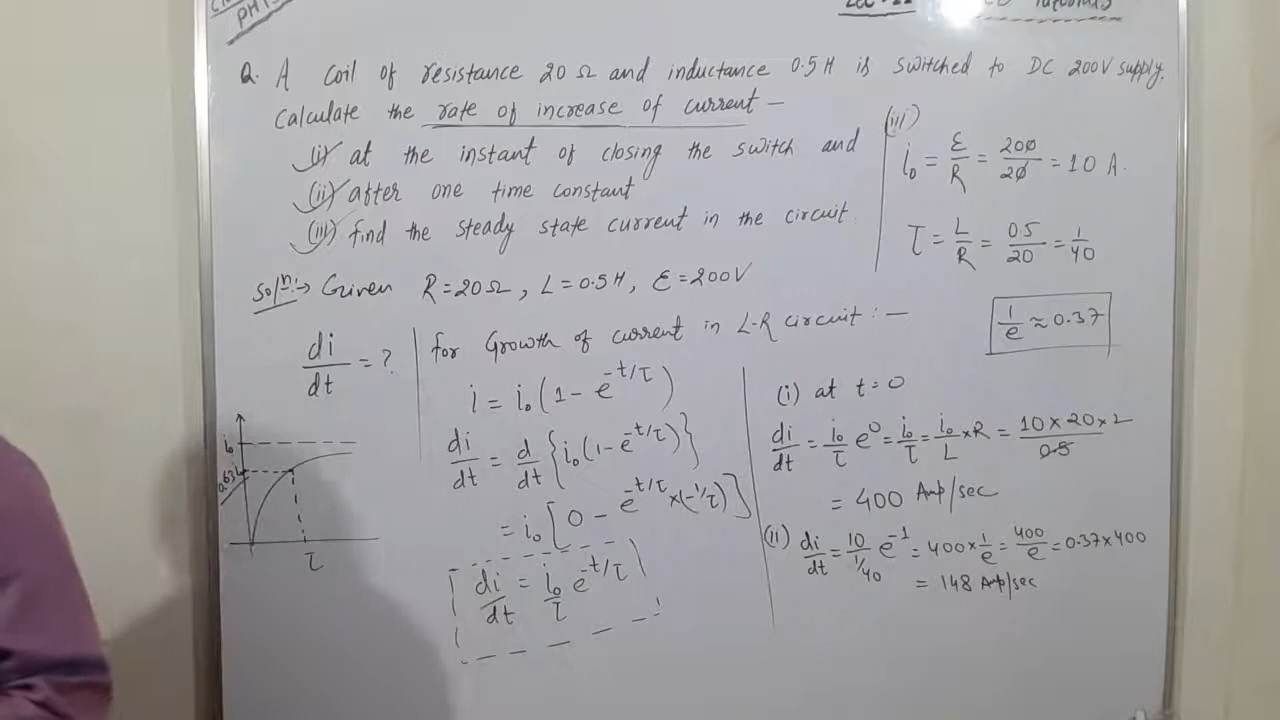 PHY
Q. A coil of resistance 20 Ω and inductance 0.5 H is switched to DC 200V supply.
Calculate the rate of increase of current —
(i) at the instant of closing the switch and
(ii) after one time constant
(iii) find the steady state current in the circuit
(iii)
i₀ = ε/R = 200/20 = 10 A.
τ = L/R = 0.5/20 = 1/40
Solⁿ:→ Given R = 20Ω, L = 0.5H, ε = 200V
di/dt = ?
i₀
0.63 i₀
τ
for Growth of current in L-R circuit : —
i = i₀(1 - e^-t/τ)
di/dt = d/dt {i₀(1 - e^-t/τ)}
= i₀[0 - e^-t/τ × (-1/τ)]
di/dt = i₀/τ e^-t/τ
1/e ≈ 0.37
(i) at t = 0
di/dt = i₀/τ e⁰ = i₀/τ = i₀/L × R = 10 × 20 × 2/0.5
= 400 Amp/sec
(ii) di/dt = 10/(1/40) e⁻¹ = 400 × 1/e = 400/e = 0.37 × 400
= 148 Amp/sec